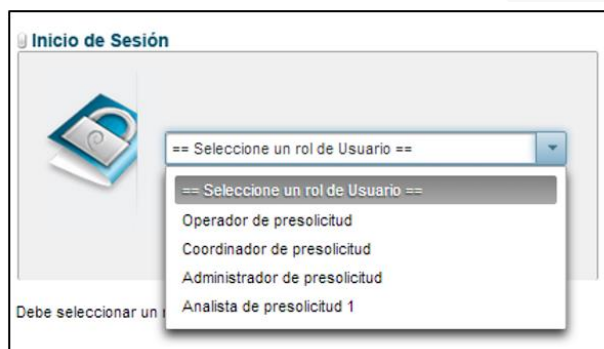 Inicio de Sesión
== Seleccione un rol de Usuario ==
== Seleccione un rol de Usuario ==
Operador de presolicitud
Coordinador de presolicitud
Administrador de presolicitud
Analista de presolicitud 1
Debe seleccionar un